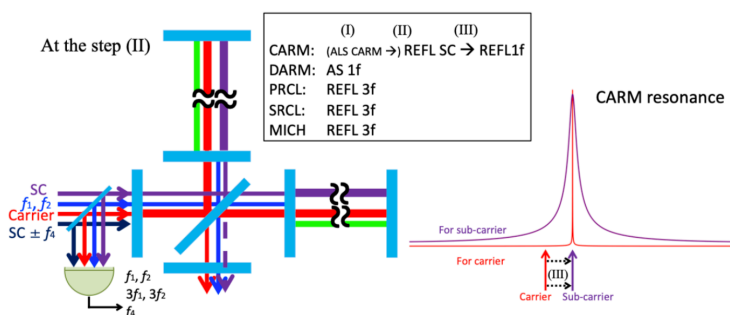 At the step (II)
(I) (II) (III)
CARM: (ALS CARM →) REFL SC → REFL1f
DARM: AS 1f
PRCL: REFL 3f
SRCL: REFL 3f
MICH REFL 3f
CARM resonance
SC
f₁, f₂
Carrier
SC ± f₄
f₁, f₂
3f₁, 3f₂
f₄
For sub-carrier
For carrier
(III)
Carrier Sub-carrier